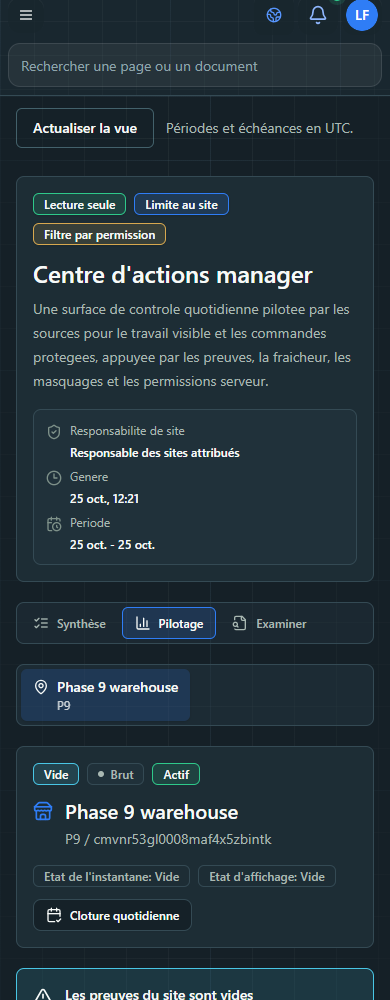 LF
Rechercher une page ou un document
Actualiser la vue
Périodes et échéances en UTC.
Lecture seule
Limite au site
Filtre par permission
Centre d'actions manager
Une surface de controle quotidienne pilotee par les
sources pour le travail visible et les commandes
protegees, appuyee par les preuves, la fraicheur, les
masquages et les permissions serveur.
Responsabilite de site
Responsable des sites attribués
Genere
25 oct., 12:21
Periode
25 oct. - 25 oct.
Synthèse
Pilotage
Examiner
Phase 9 warehouse
P9
Vide
Brut
Actif
Phase 9 warehouse
P9 / cmvnr53gl0008maf4x5zbintk
Etat de l'instantane: Vide
Etat d'affichage: Vide
Cloture quotidienne
Les preuves du site sont vides